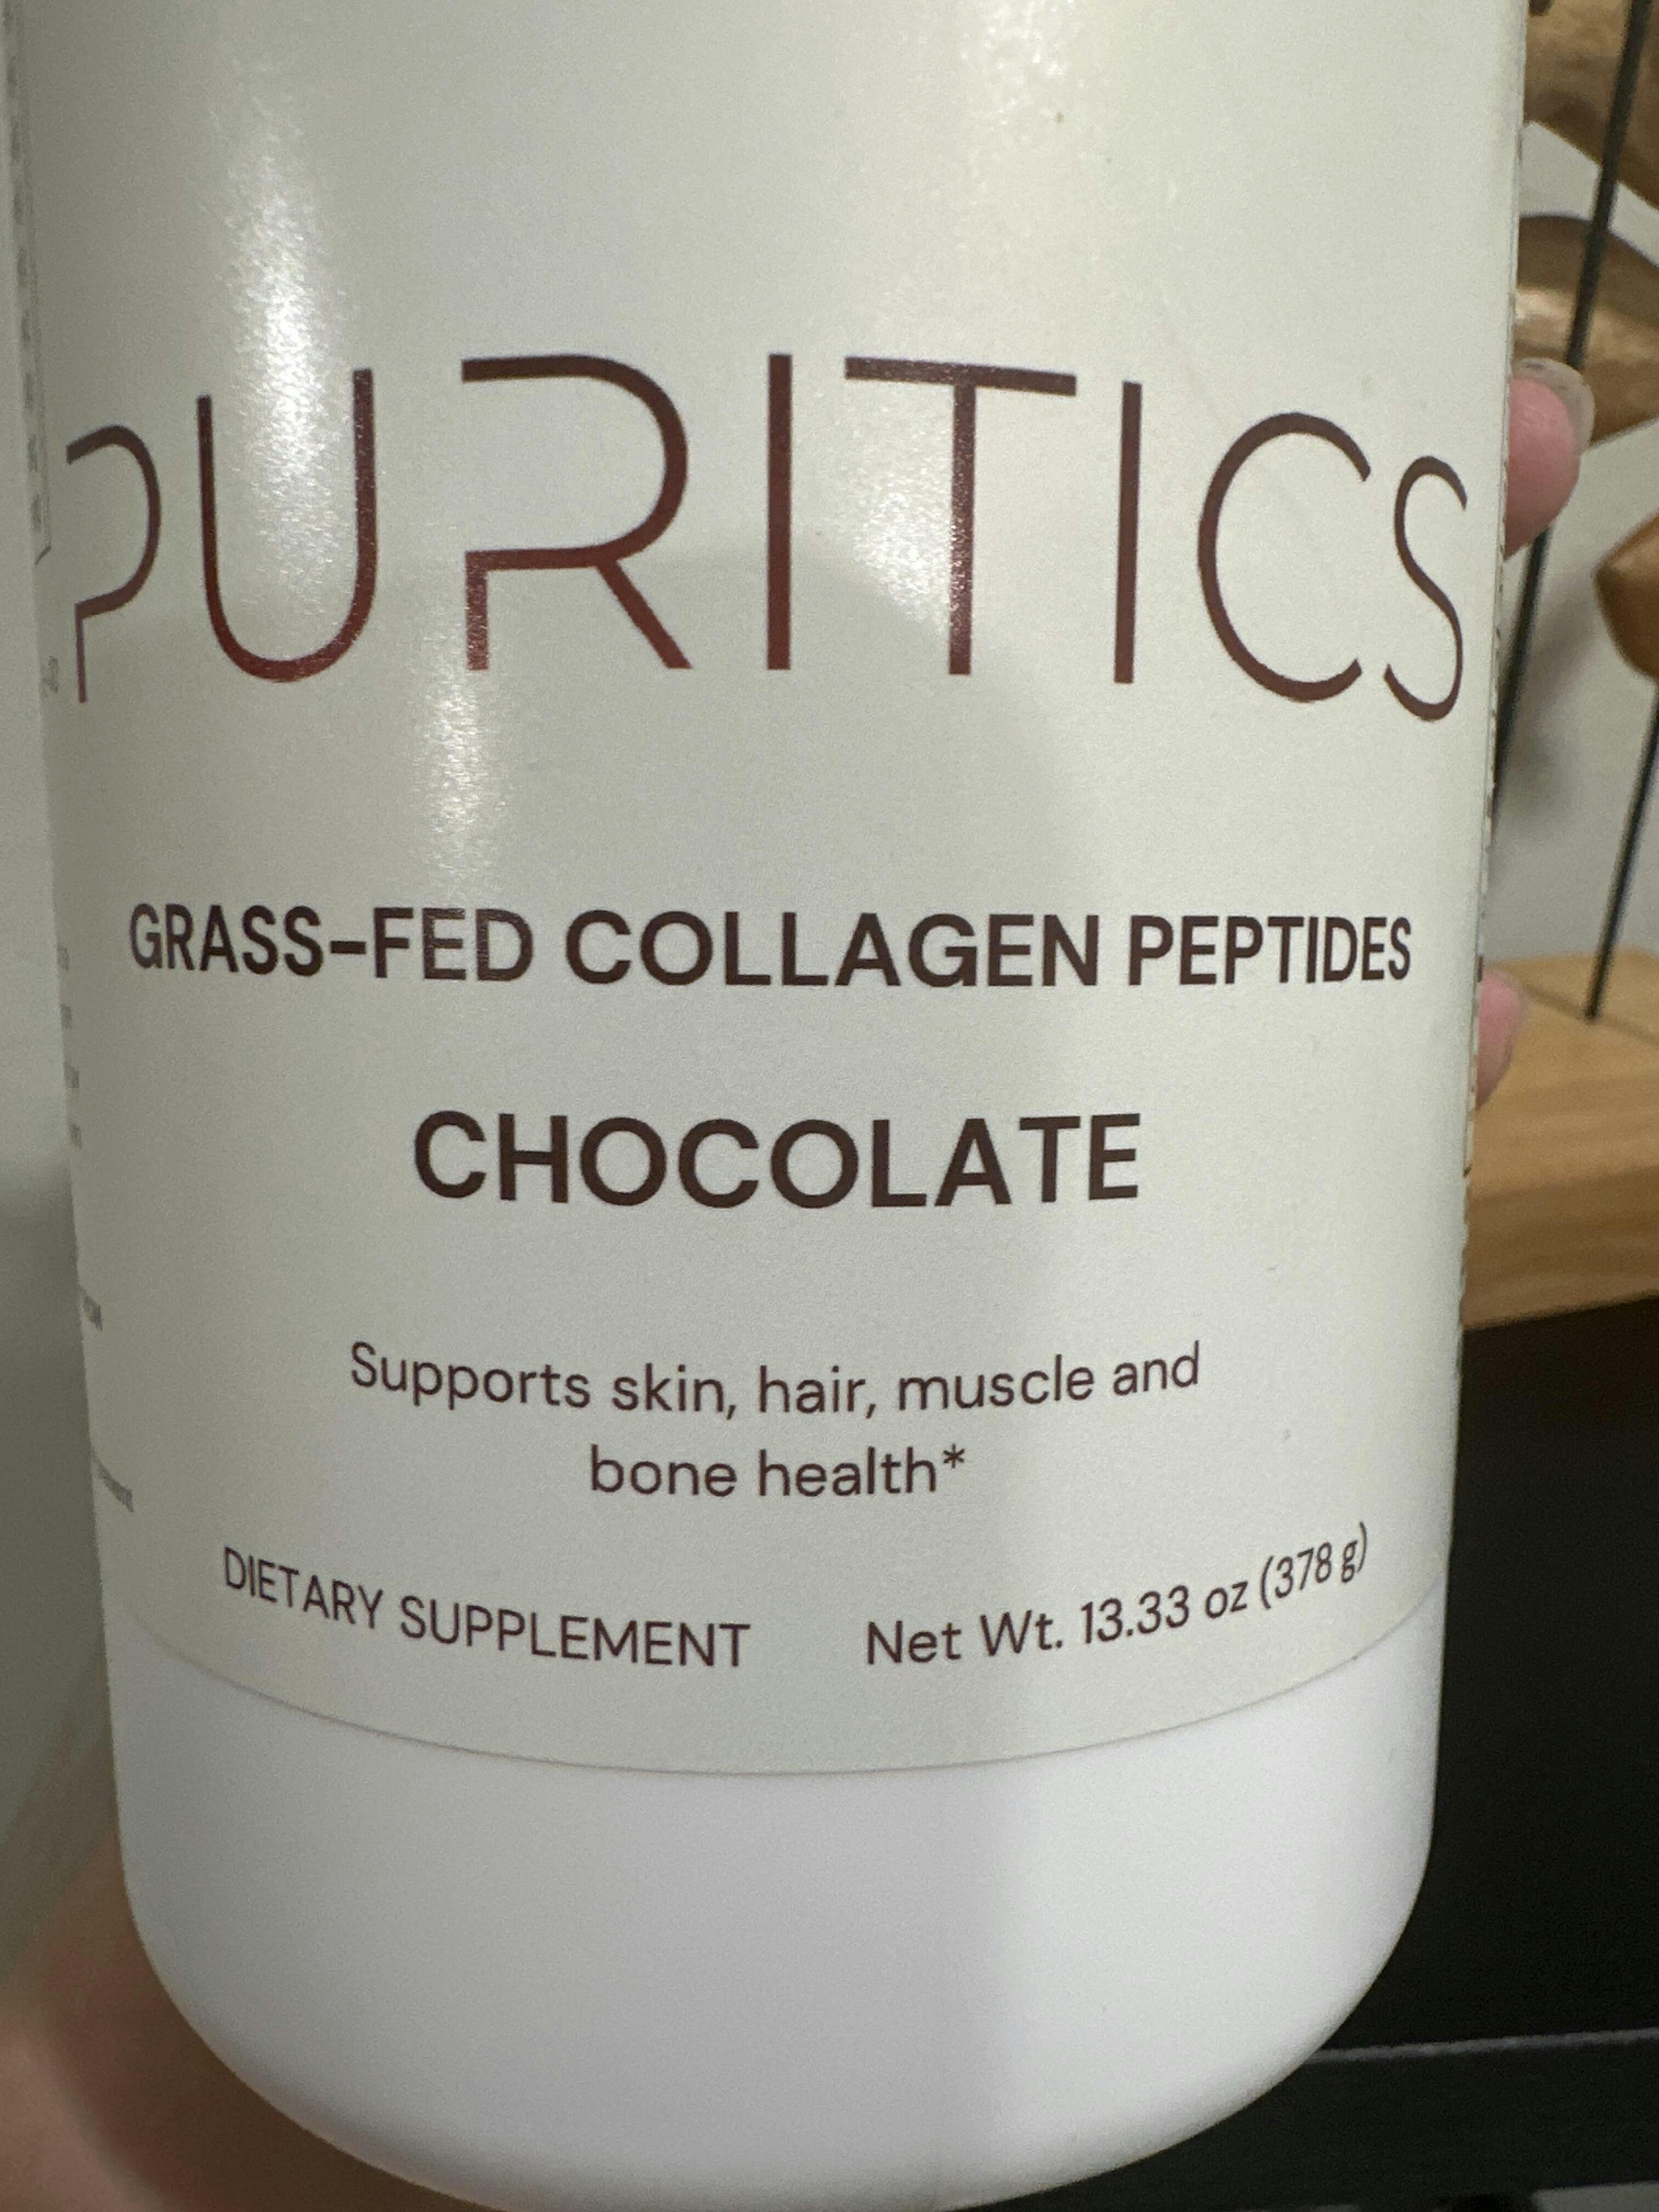 PURITICS
GRASS-FED COLLAGEN PEPTIDES
CHOCOLATE
Supports skin, hair, muscle and
bone health*
DIETARY SUPPLEMENT Net Wt. 13.33 oz (378 g)